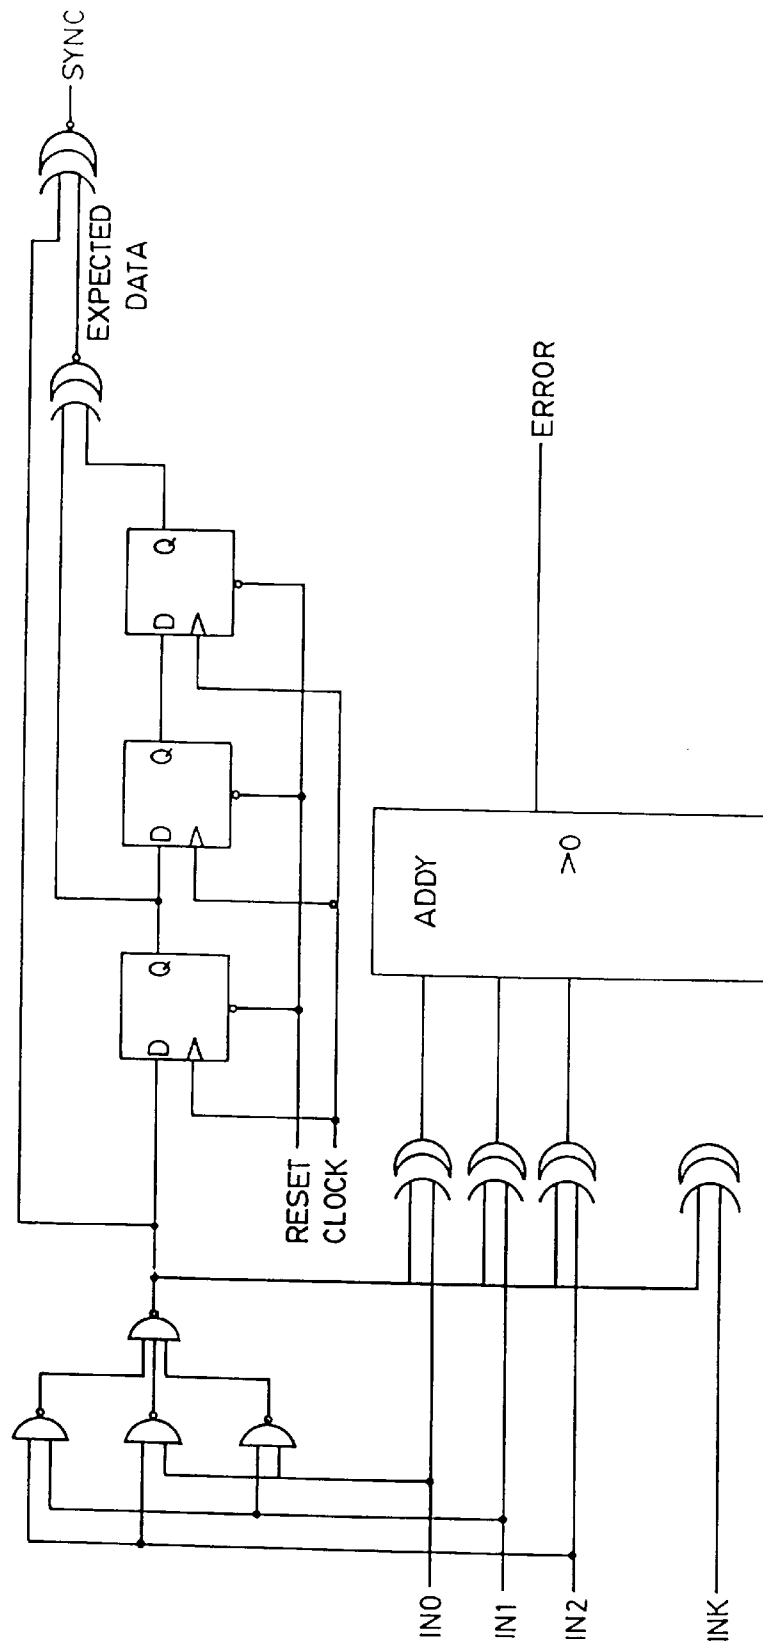 SYNC
EXPECTED
DATA
D Q
D Q
D Q
RESET
CLOCK
ERROR
ADDY
>0
IN0
IN1
IN2
INK